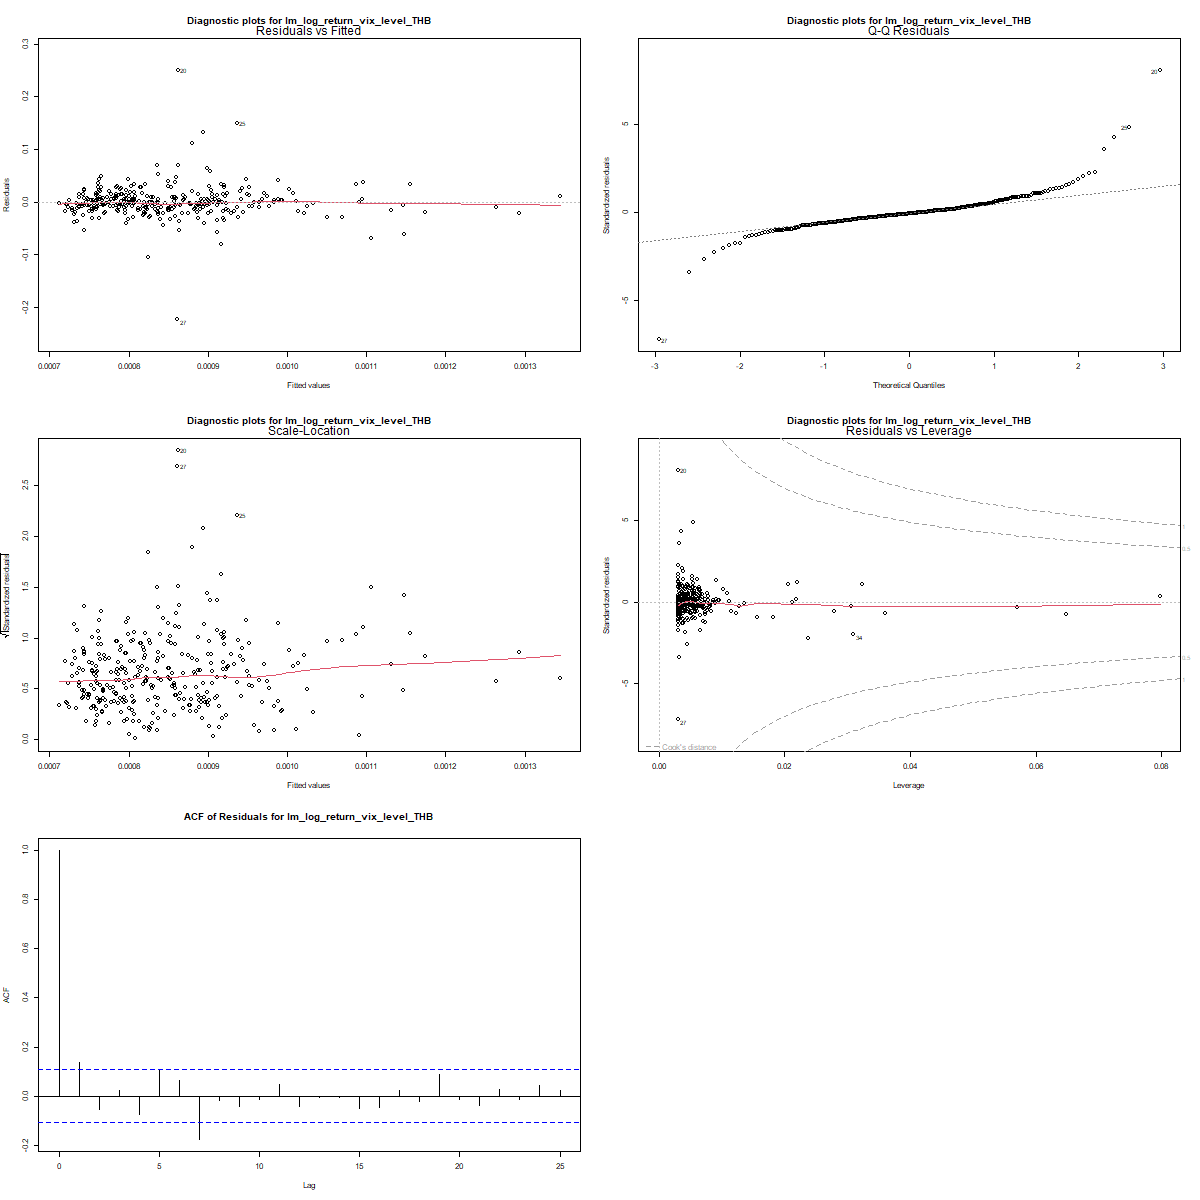 Diagnostic plots for lm_log_return_vix_level_THB
Residuals vs Fitted
Residuals
0.3
0.2
0.1
0.0
-0.1
-0.2
20
25
27
0.0007 0.0008 0.0009 0.0010 0.0011 0.0012 0.0013
Fitted values
Diagnostic plots for lm_log_return_vix_level_THB
Q-Q Residuals
Standardized residuals
5
0
-5
20
25
27
-3 -2 -1 0 1 2 3
Theoretical Quantiles
Diagnostic plots for lm_log_return_vix_level_THB
Scale-Location
√|Standardized residuals|
2.5
2.0
1.5
1.0
0.5
0.0
20
27
25
0.0007 0.0008 0.0009 0.0010 0.0011 0.0012 0.0013
Fitted values
Diagnostic plots for lm_log_return_vix_level_THB
Residuals vs Leverage
Standardized residuals
5
0
-5
20
34
27
1
0.5
0.5
1
Cook's distance
0.00 0.02 0.04 0.06 0.08
Leverage
ACF of Residuals for lm_log_return_vix_level_THB
ACF
1.0
0.8
0.6
0.4
0.2
0.0
-0.2
0 5 10 15 20 25
Lag